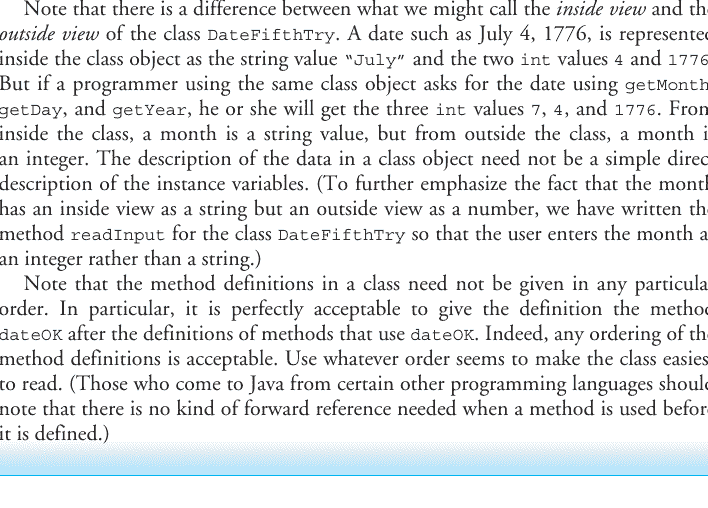 Note that there is a difference between what we might call the inside view and the
outside view of the class DateFifthTry. A date such as July 4, 1776, is represented
inside the class object as the string value "July" and the two int values 4 and 1776
But if a programmer using the same class object asks for the date using getMonth
getDay, and getYear, he or she will get the three int values 7, 4, and 1776. From
inside the class, a month is a string value, but from outside the class, a month i
an integer. The description of the data in a class object need not be a simple direc
description of the instance variables. (To further emphasize the fact that the month
has an inside view as a string but an outside view as a number, we have written th
method readInput for the class DateFifthTry so that the user enters the month a
an integer rather than a string.)
Note that the method definitions in a class need not be given in any particula
order. In particular, it is perfectly acceptable to give the definition the method
dateOK after the definitions of methods that use dateOK. Indeed, any ordering of th
method definitions is acceptable. Use whatever order seems to make the class easies
to read. (Those who come to Java from certain other programming languages should
note that there is no kind of forward reference needed when a method is used before
it is defined.)